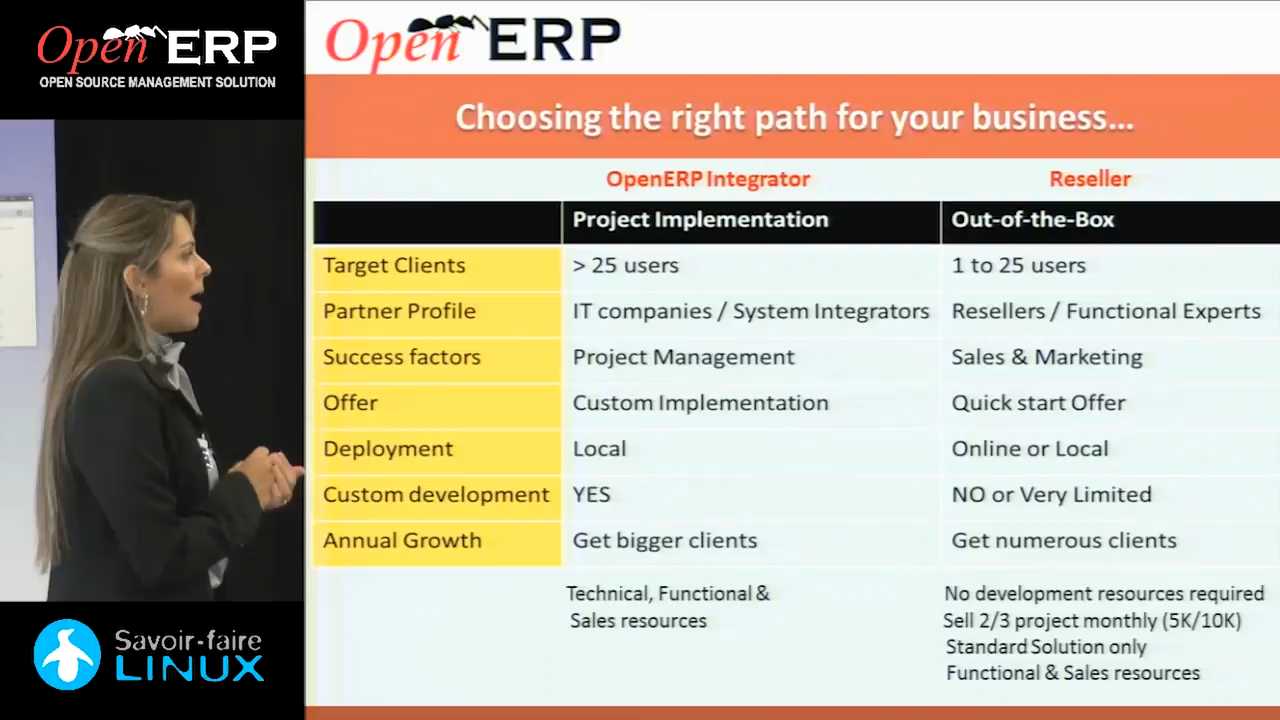 Open ERP
OPEN SOURCE MANAGEMENT SOLUTION
Open ERP
Choosing the right path for your business...
OpenERP Integrator Reseller
Project Implementation Out-of-the-Box
Target Clients > 25 users 1 to 25 users
Partner Profile IT companies / System Integrators Resellers / Functional Experts
Success factors Project Management Sales & Marketing
Offer Custom Implementation Quick start Offer
Deployment Local Online or Local
Custom development YES NO or Very Limited
Annual Growth Get bigger clients Get numerous clients
Technical, Functional &
Sales resources
No development resources required
Sell 2/3 project monthly (5K/10K)
Standard Solution only
Functional & Sales resources
Savoir-faire
LINUX